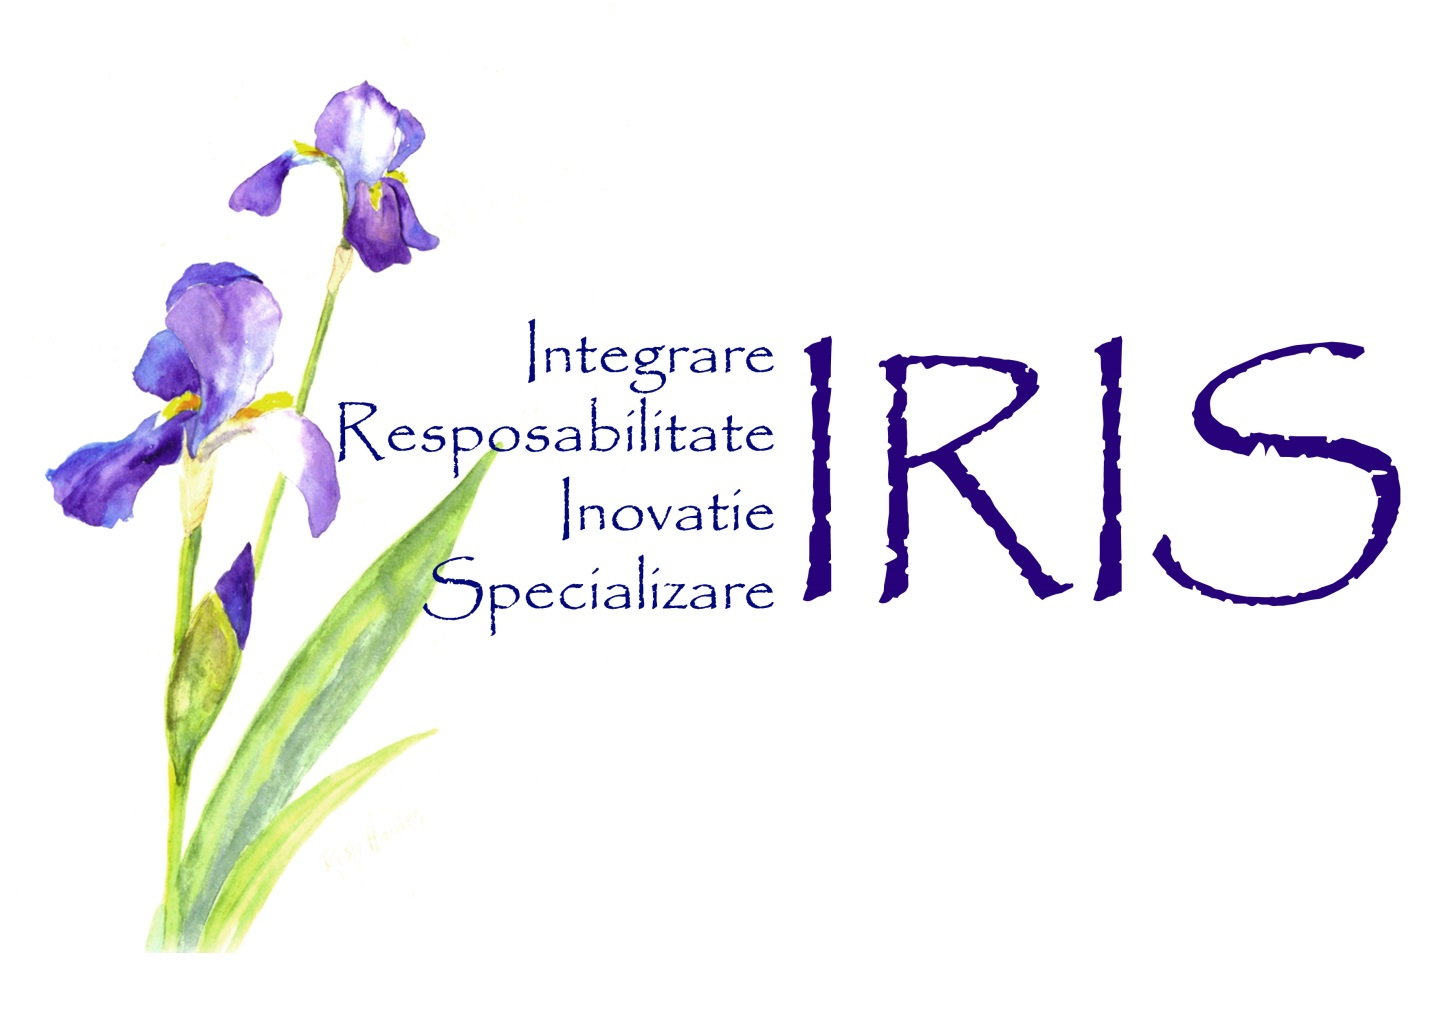 Integrare
Resposabilitate
Inovatie
Specializare
IRIS